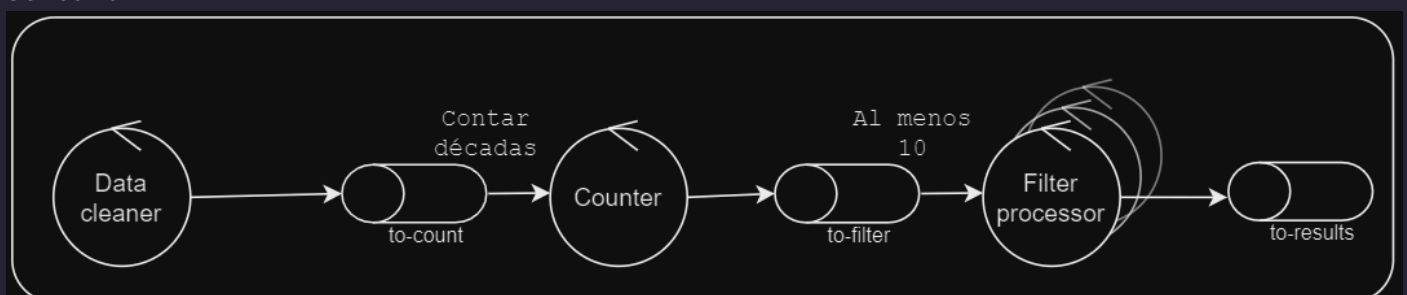 Data
cleaner
to-count
Contar
décadas
Counter
to-filter
Al menos
10
Filter
processor
to-results